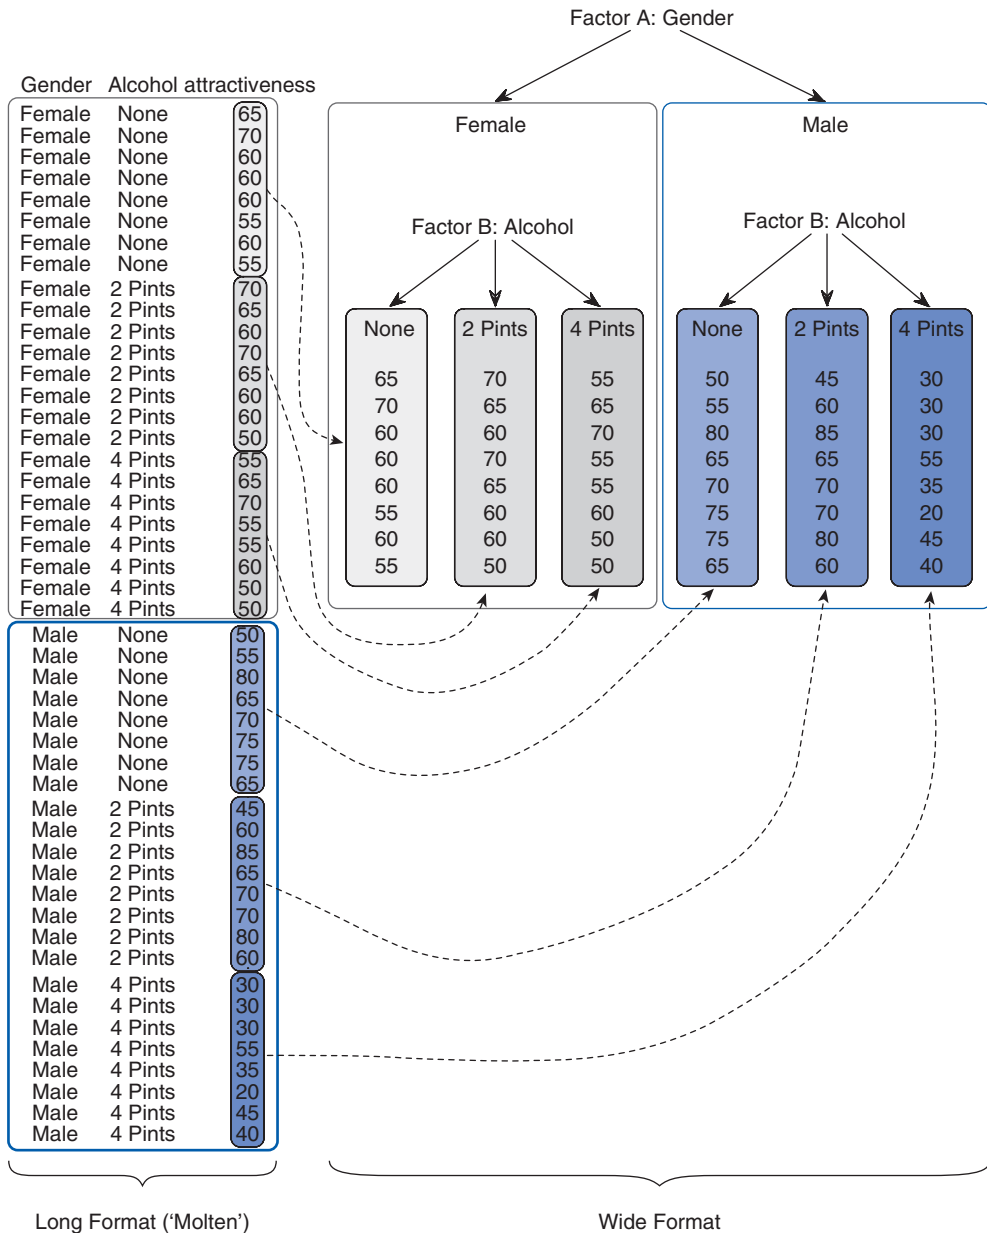 Factor A: Gender
Gender Alcohol attractiveness
Female None 65
Female None 70
Female None 60
Female None 60
Female None 60
Female None 55
Female None 60
Female None 55
Female 2 Pints 70
Female 2 Pints 65
Female 2 Pints 60
Female 2 Pints 70
Female 2 Pints 65
Female 2 Pints 60
Female 2 Pints 60
Female 2 Pints 50
Female 4 Pints 55
Female 4 Pints 65
Female 4 Pints 70
Female 4 Pints 55
Female 4 Pints 55
Female 4 Pints 60
Female 4 Pints 50
Female 4 Pints 50
Male None 50
Male None 55
Male None 80
Male None 65
Male None 70
Male None 75
Male None 75
Male None 65
Male 2 Pints 45
Male 2 Pints 60
Male 2 Pints 85
Male 2 Pints 65
Male 2 Pints 70
Male 2 Pints 70
Male 2 Pints 80
Male 2 Pints 60
Male 4 Pints 30
Male 4 Pints 30
Male 4 Pints 30
Male 4 Pints 55
Male 4 Pints 35
Male 4 Pints 20
Male 4 Pints 45
Male 4 Pints 40
Long Format (‘Molten’)
Female
Factor B: Alcohol
None 2 Pints 4 Pints
65 70 55
70 65 65
60 60 70
60 70 55
60 65 55
55 60 60
60 60 50
55 50 50
Male
Factor B: Alcohol
None 2 Pints 4 Pints
50 45 30
55 60 30
80 85 30
65 65 55
70 70 35
75 70 20
75 80 45
65 60 40
Wide Format